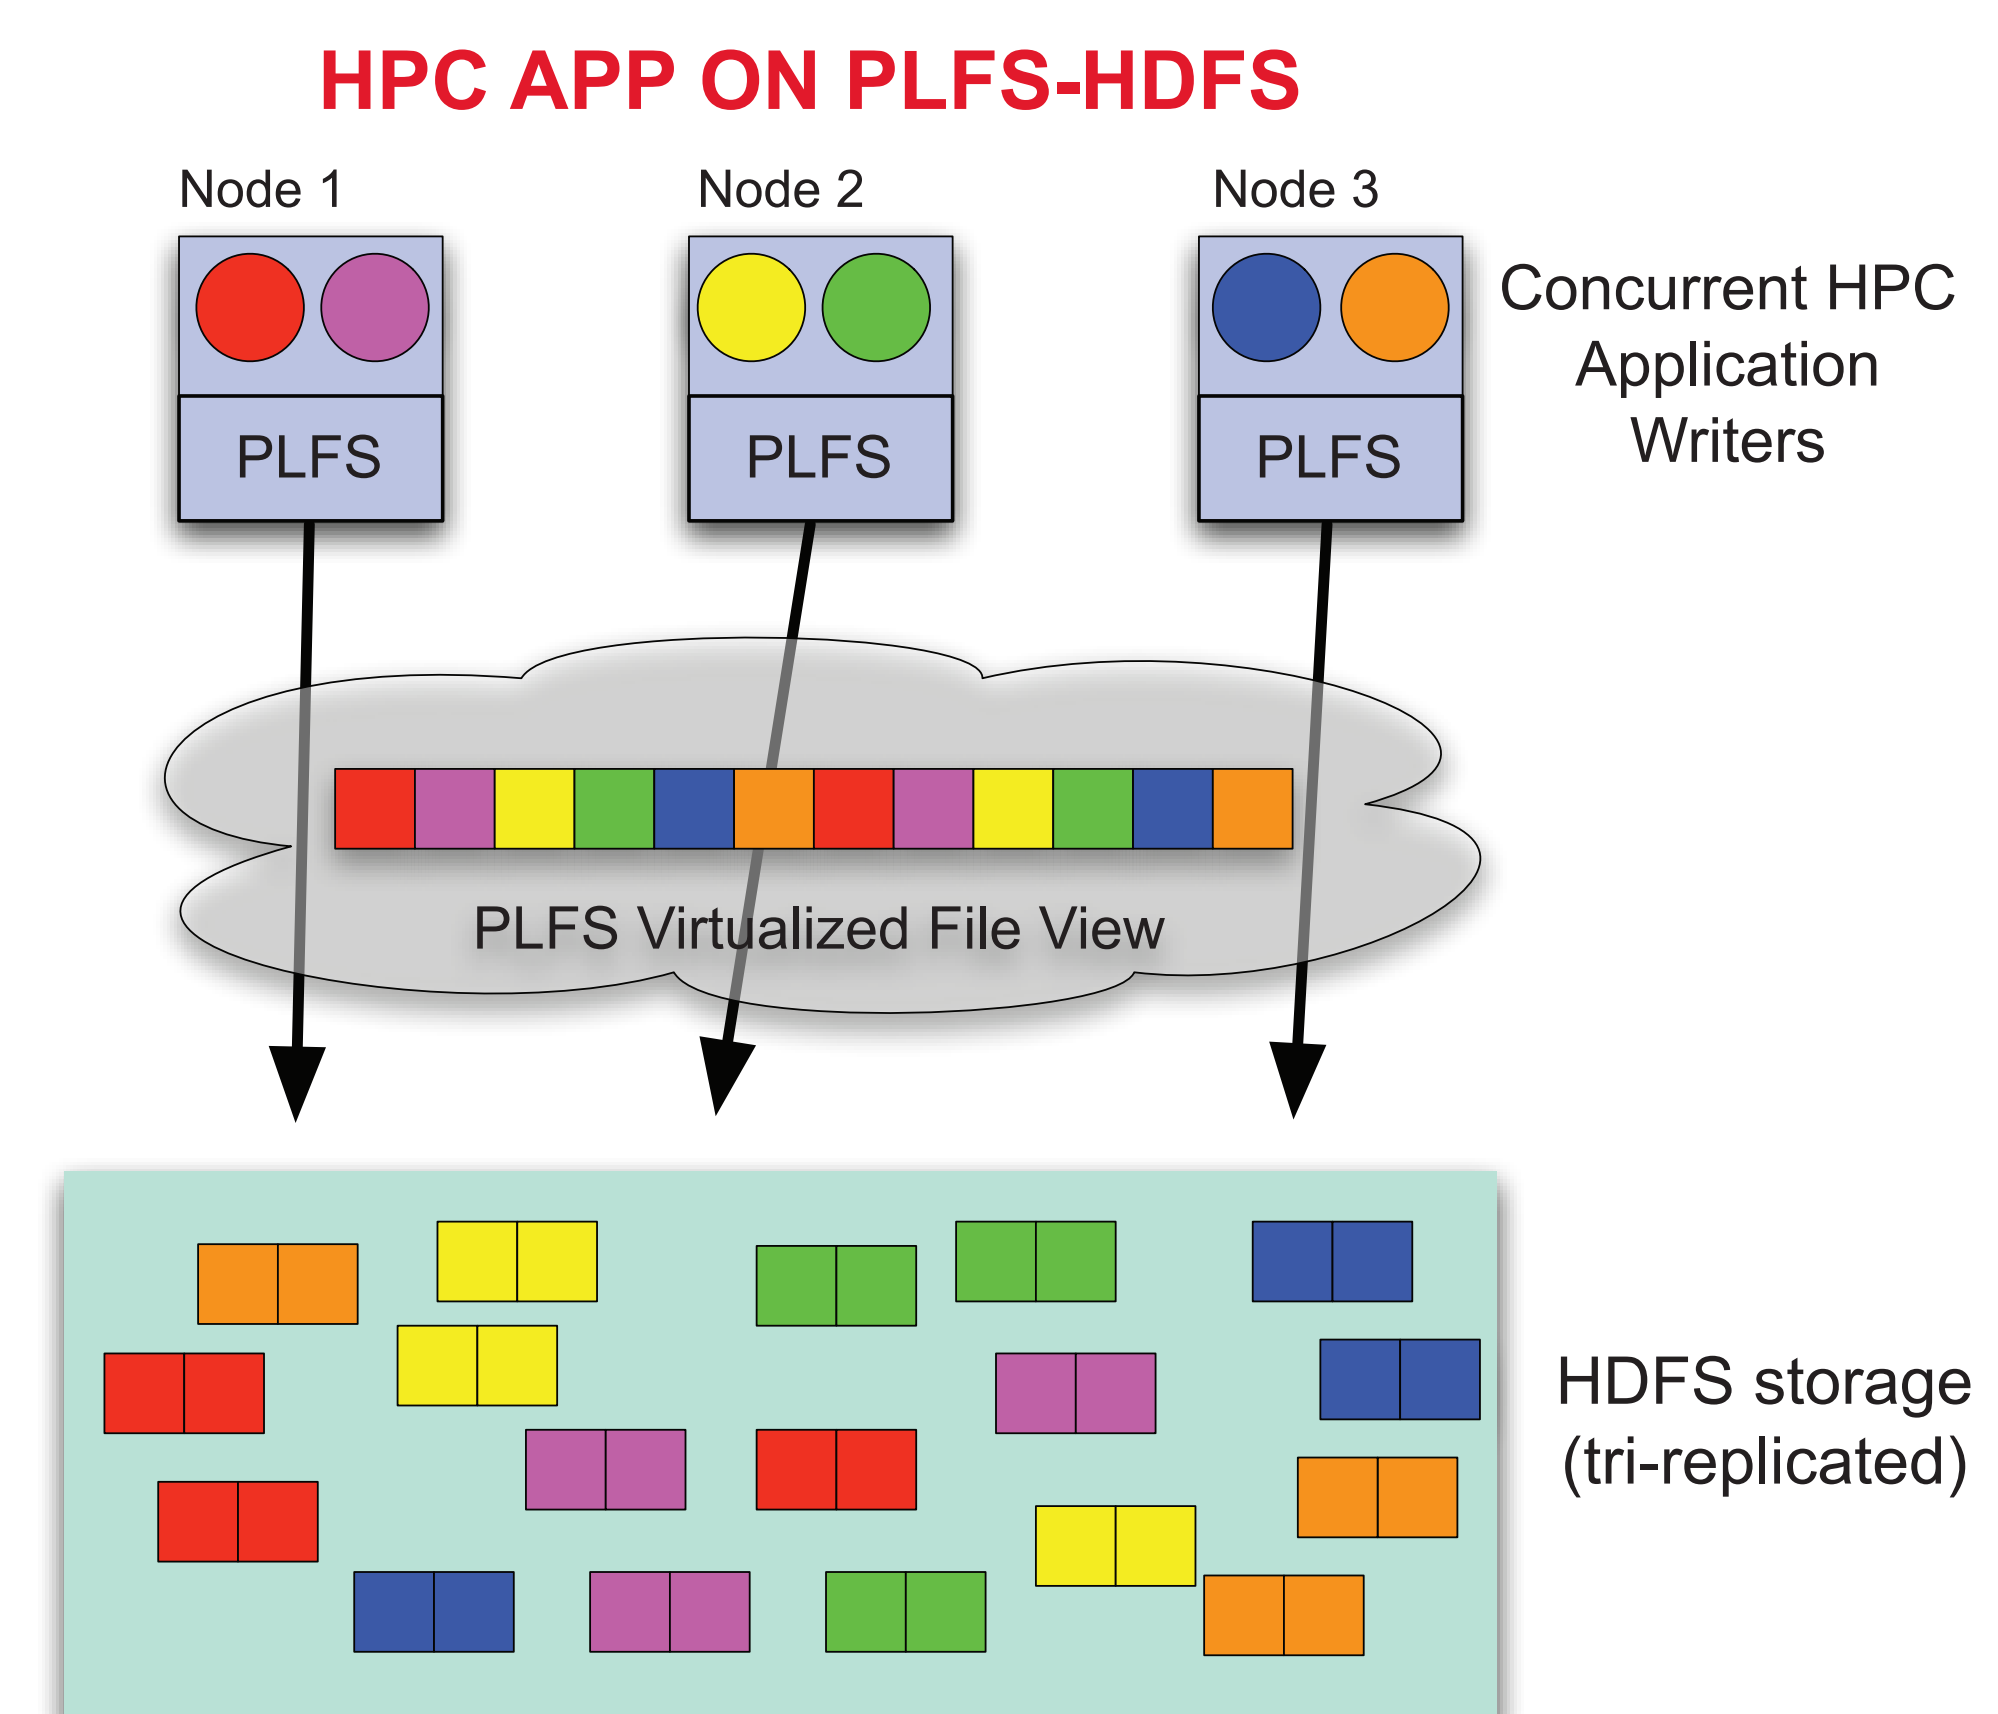 HPC APP ON PLFS-HDFS
Node 1
Node 2
Node 3
Concurrent HPC
Application
Writers
PLFS
PLFS
PLFS
PLFS Virtualized File View
HDFS storage
(tri-replicated)